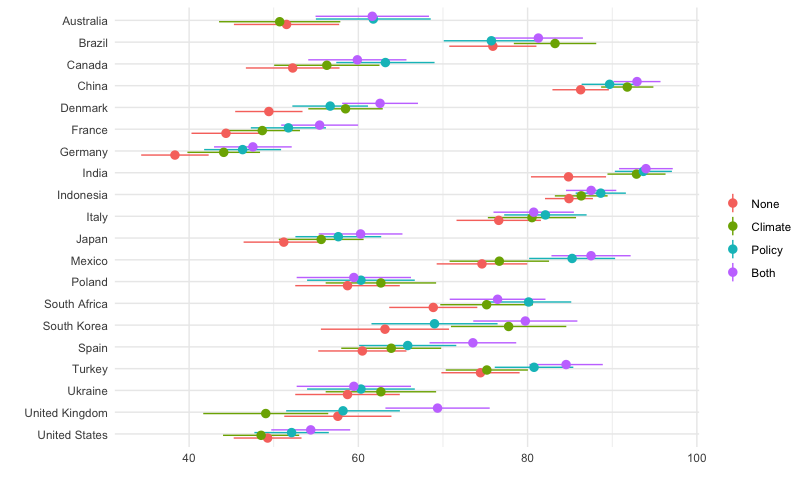 Australia
Brazil
Canada
China
Denmark
France
Germany
India
Indonesia
Italy
Japan
Mexico
Poland
South Africa
South Korea
Spain
Turkey
Ukraine
United Kingdom
United States
40 60 80 100
None
Climate
Policy
Both